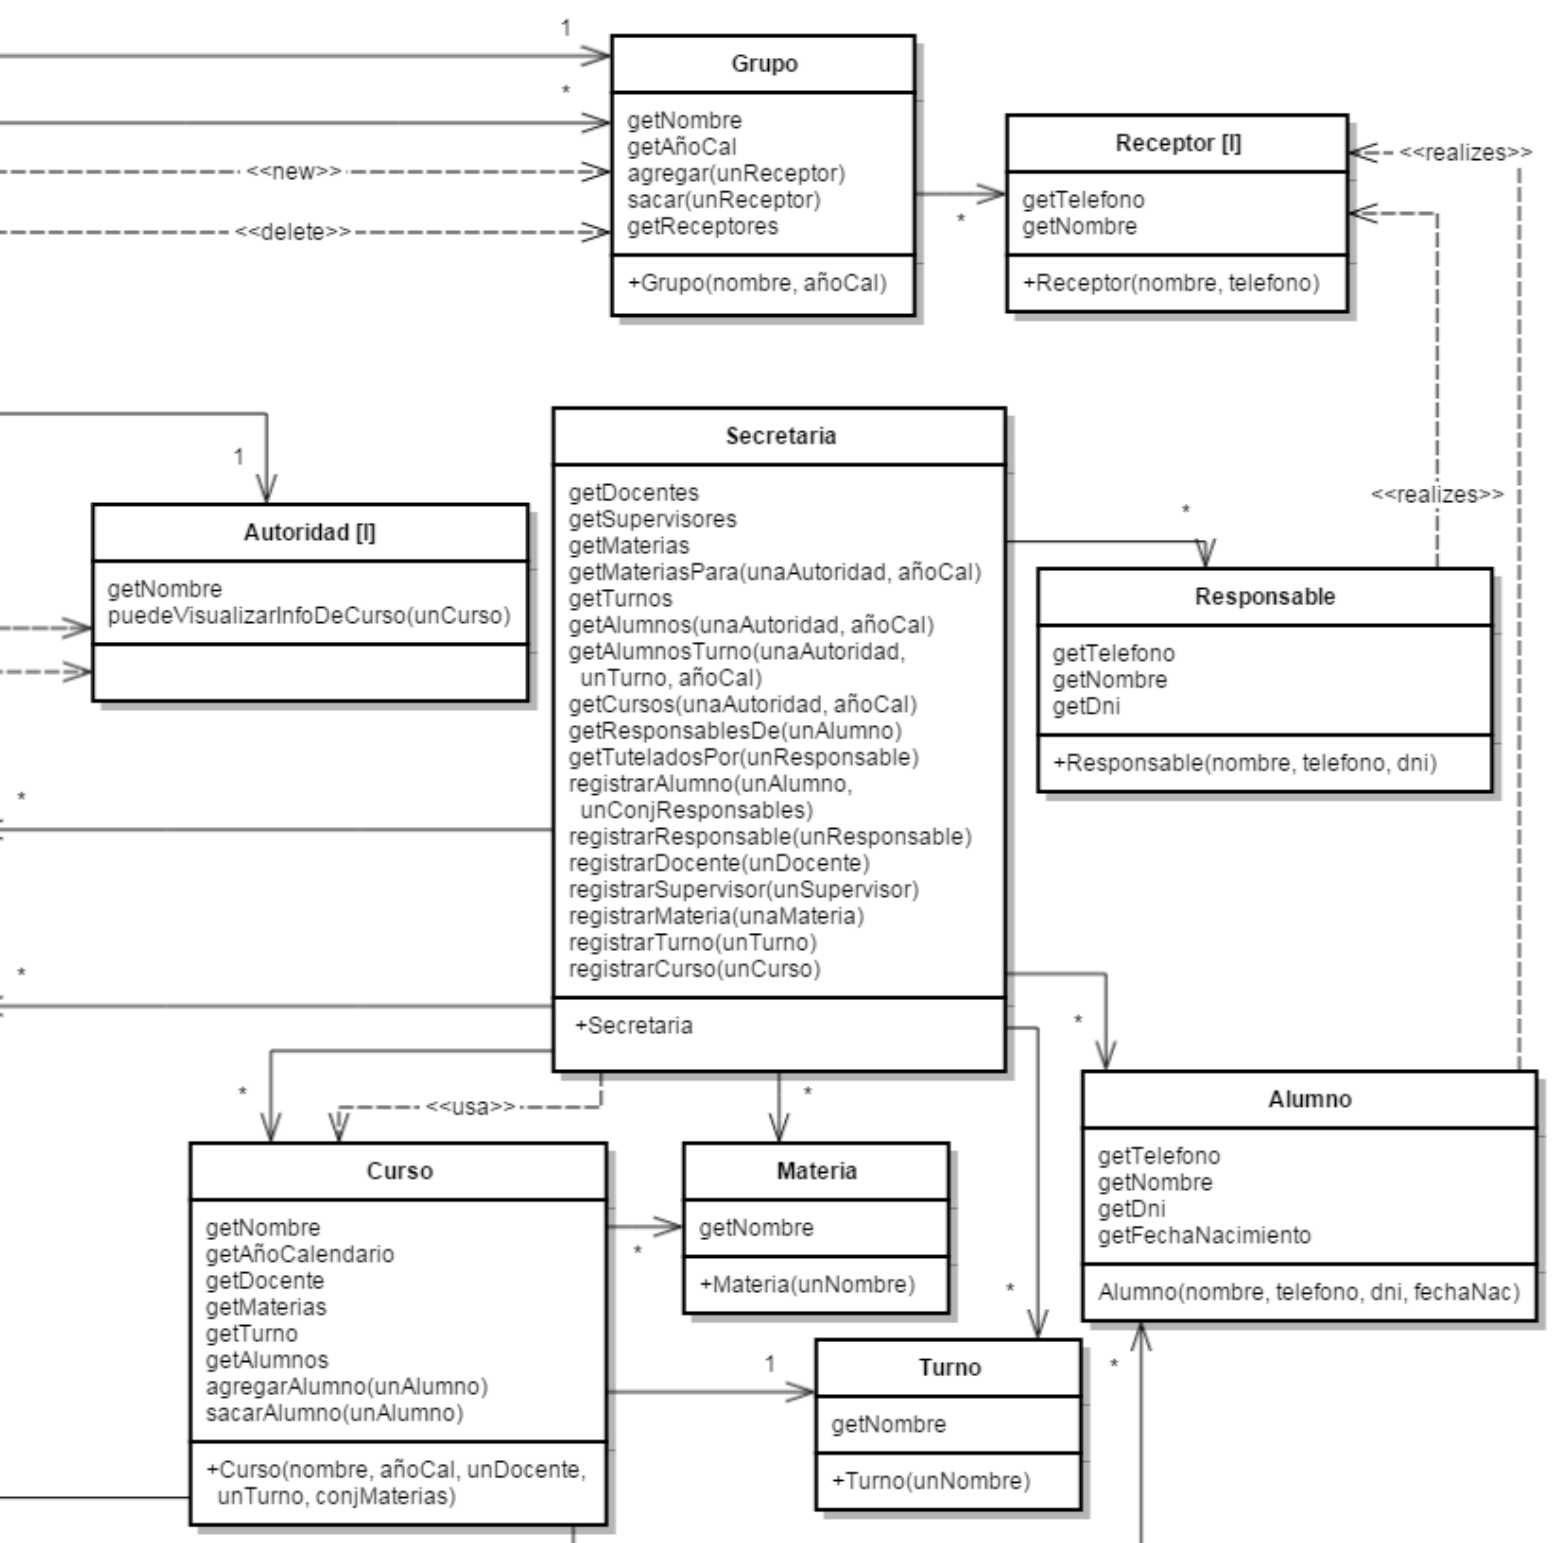 1
Grupo
*
getNombre
getAñoCal
agregar(unReceptor)
sacar(unReceptor)
getReceptores
+Grupo(nombre, añoCal)
<<new>>
<<delete>>
*
Receptor [I]
getTelefono
getNombre
+Receptor(nombre, telefono)
<<realizes>>
<<realizes>>
1
Autoridad [I]
getNombre
puedeVisualizarInfoDeCurso(unCurso)
Secretaria
getDocentes
getSupervisores
getMaterias
getMateriasPara(unaAutoridad, añoCal)
getTurnos
getAlumnos(unaAutoridad, añoCal)
getAlumnosTurno(unaAutoridad,
unTurno, añoCal)
getCursos(unaAutoridad, añoCal)
getResponsablesDe(unAlumno)
getTuteladosPor(unResponsable)
registrarAlumno(unAlumno,
unConjResponsables)
registrarResponsable(unResponsable)
registrarDocente(unDocente)
registrarSupervisor(unSupervisor)
registrarMateria(unaMateria)
registrarTurno(unTurno)
registrarCurso(unCurso)
+Secretaria
*
Responsable
getTelefono
getNombre
getDni
+Responsable(nombre, telefono, dni)
*
*
*
<<usa>>
*
*
*
Curso
getNombre
getAñoCalendario
getDocente
getMaterias
getTurno
getAlumnos
agregarAlumno(unAlumno)
sacarAlumno(unAlumno)
+Curso(nombre, añoCal, unDocente,
unTurno, conjMaterias)
*
Materia
getNombre
+Materia(unNombre)
1
Turno
getNombre
+Turno(unNombre)
Alumno
getTelefono
getNombre
getDni
getFechaNacimiento
Alumno(nombre, telefono, dni, fechaNac)
*